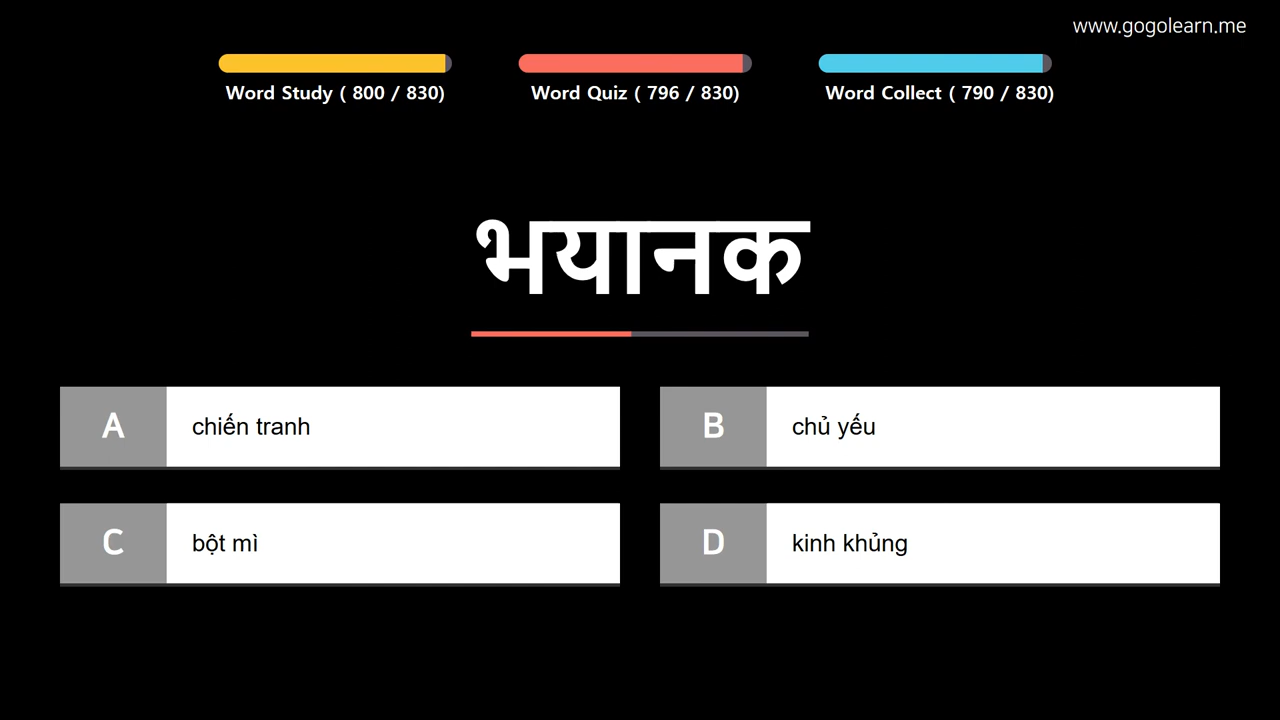 www.gogolearn.me
Word Study ( 800 / 830)
Word Quiz ( 796 / 830)
Word Collect ( 790 / 830)
भयानक
A chiến tranh
B chủ yếu
C bột mì
D kinh khủng